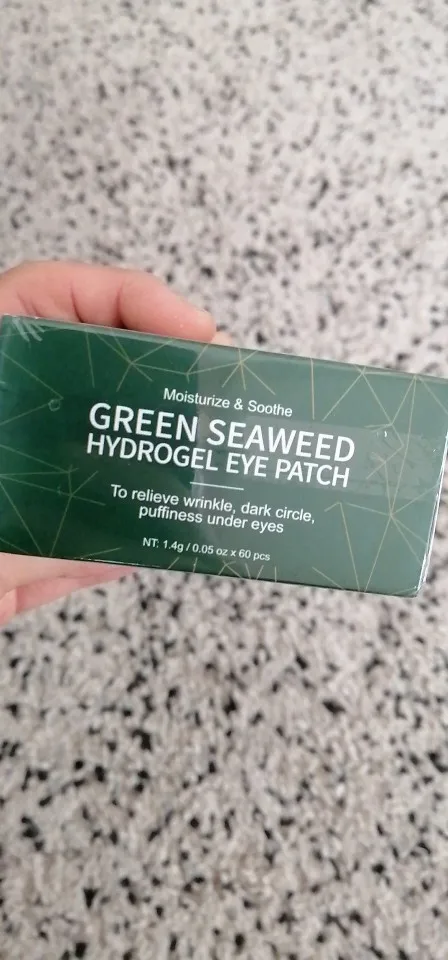 Moisturize & Soothe
GREEN SEAWEED
HYDROGEL EYE PATCH
To relieve wrinkle, dark circle,
puffiness under eyes
NT: 1.4g / 0.05 oz x 60 pcs